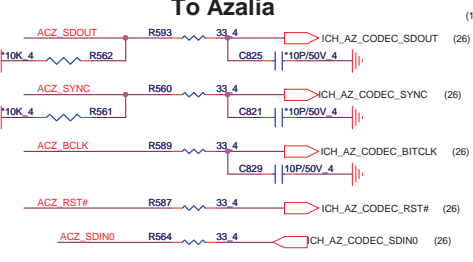 To Azalia
(1
ACZ_SDOUT R593 33_4 ICH_AZ_CODEC_SDOUT (26)
*10K_4 R562 C825 *10P/50V_4
ACZ_SYNC R560 33_4 ICH_AZ_CODEC_SYNC (26)
*10K_4 R561 C821 *10P/50V_4
ACZ_BCLK R589 33_4 ICH_AZ_CODEC_BITCLK (26)
C829 10P/50V_4
ACZ_RST# R587 33_4 ICH_AZ_CODEC_RST# (26)
ACZ_SDIN0 R564 33_4 ICH_AZ_CODEC_SDIN0 (26)